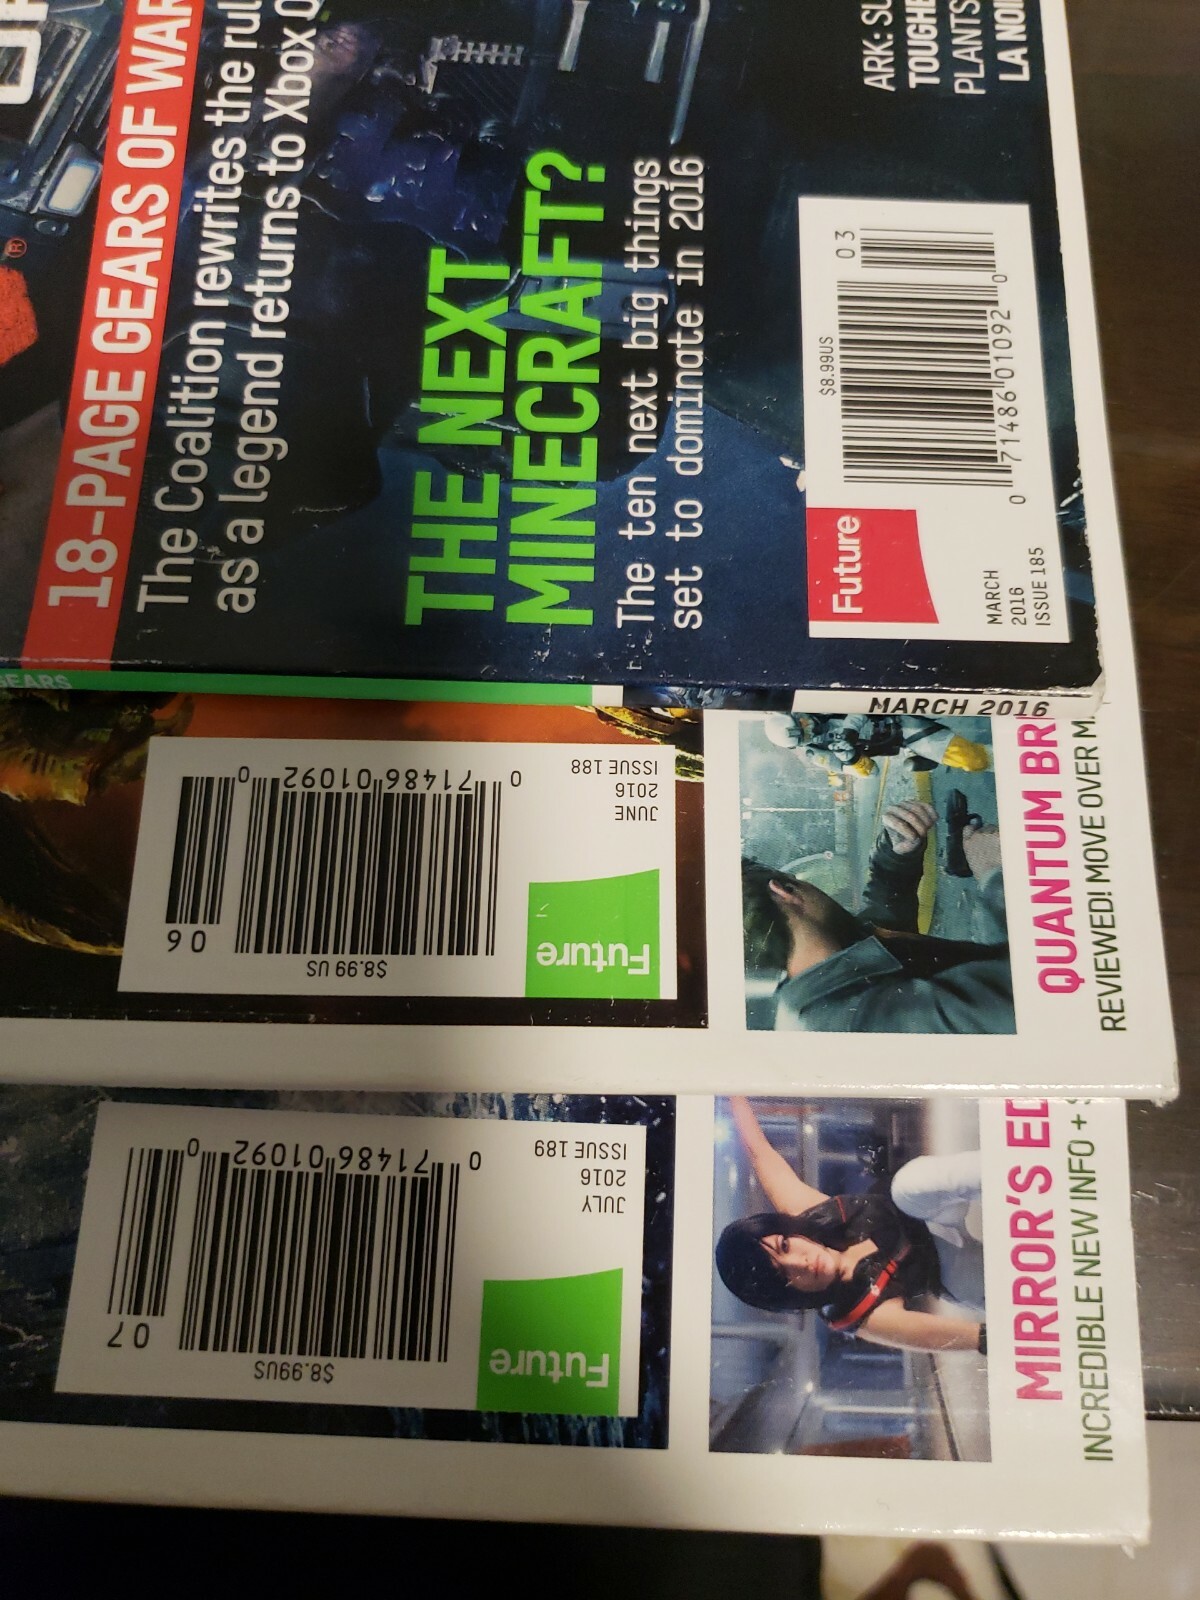 18-PAGE GEARS OF WAR
The Coalition rewrites the
as a legend returns to Xbox
THE NEXT
MINECRAFT?
The ten next big things
set to dominate in 2016
ARK:
PLANTS
$8.99US
03
0 71486 01092 0
Future
MARCH
2016
ISSUE 185
GEARS
MARCH 2016
0 71486 01092 0
06
$8.99 US
Future
JUNE
2016
ISSUE 188
QUANTUM
REVIEWED! MOVE OVER
0 71486 01092 0
07
$8.99US
Future
JULY
2016
ISSUE 189
MIRROR'S
INCREDIBLE NEW INFO +